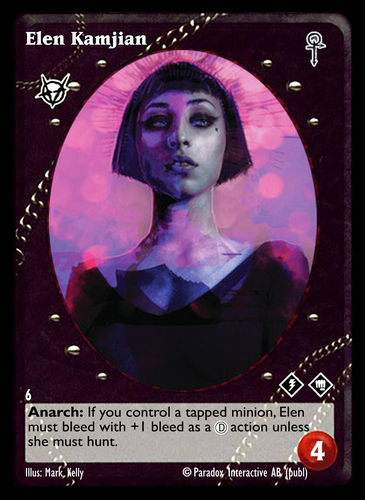 Elen Kamjian
6
Anarch: If you control a tapped minion, Elen
must bleed with +1 bleed as a Ⓓ action unless
she must hunt.
4
Illus: Mark Kelly © Paradox Interactive AB (publ)